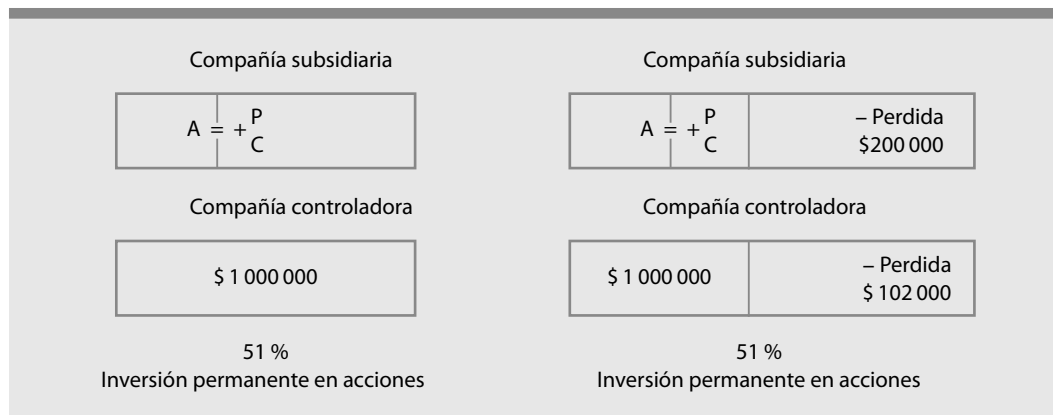 Compañía subsidiaria
A = + P
C
Compañía controladora
$ 1 000 000
51 %
Inversión permanente en acciones
Compañía subsidiaria
A = + P
C
– Perdida
$200 000
Compañía controladora
$ 1 000 000
– Perdida
$ 102 000
51 %
Inversión permanente en acciones